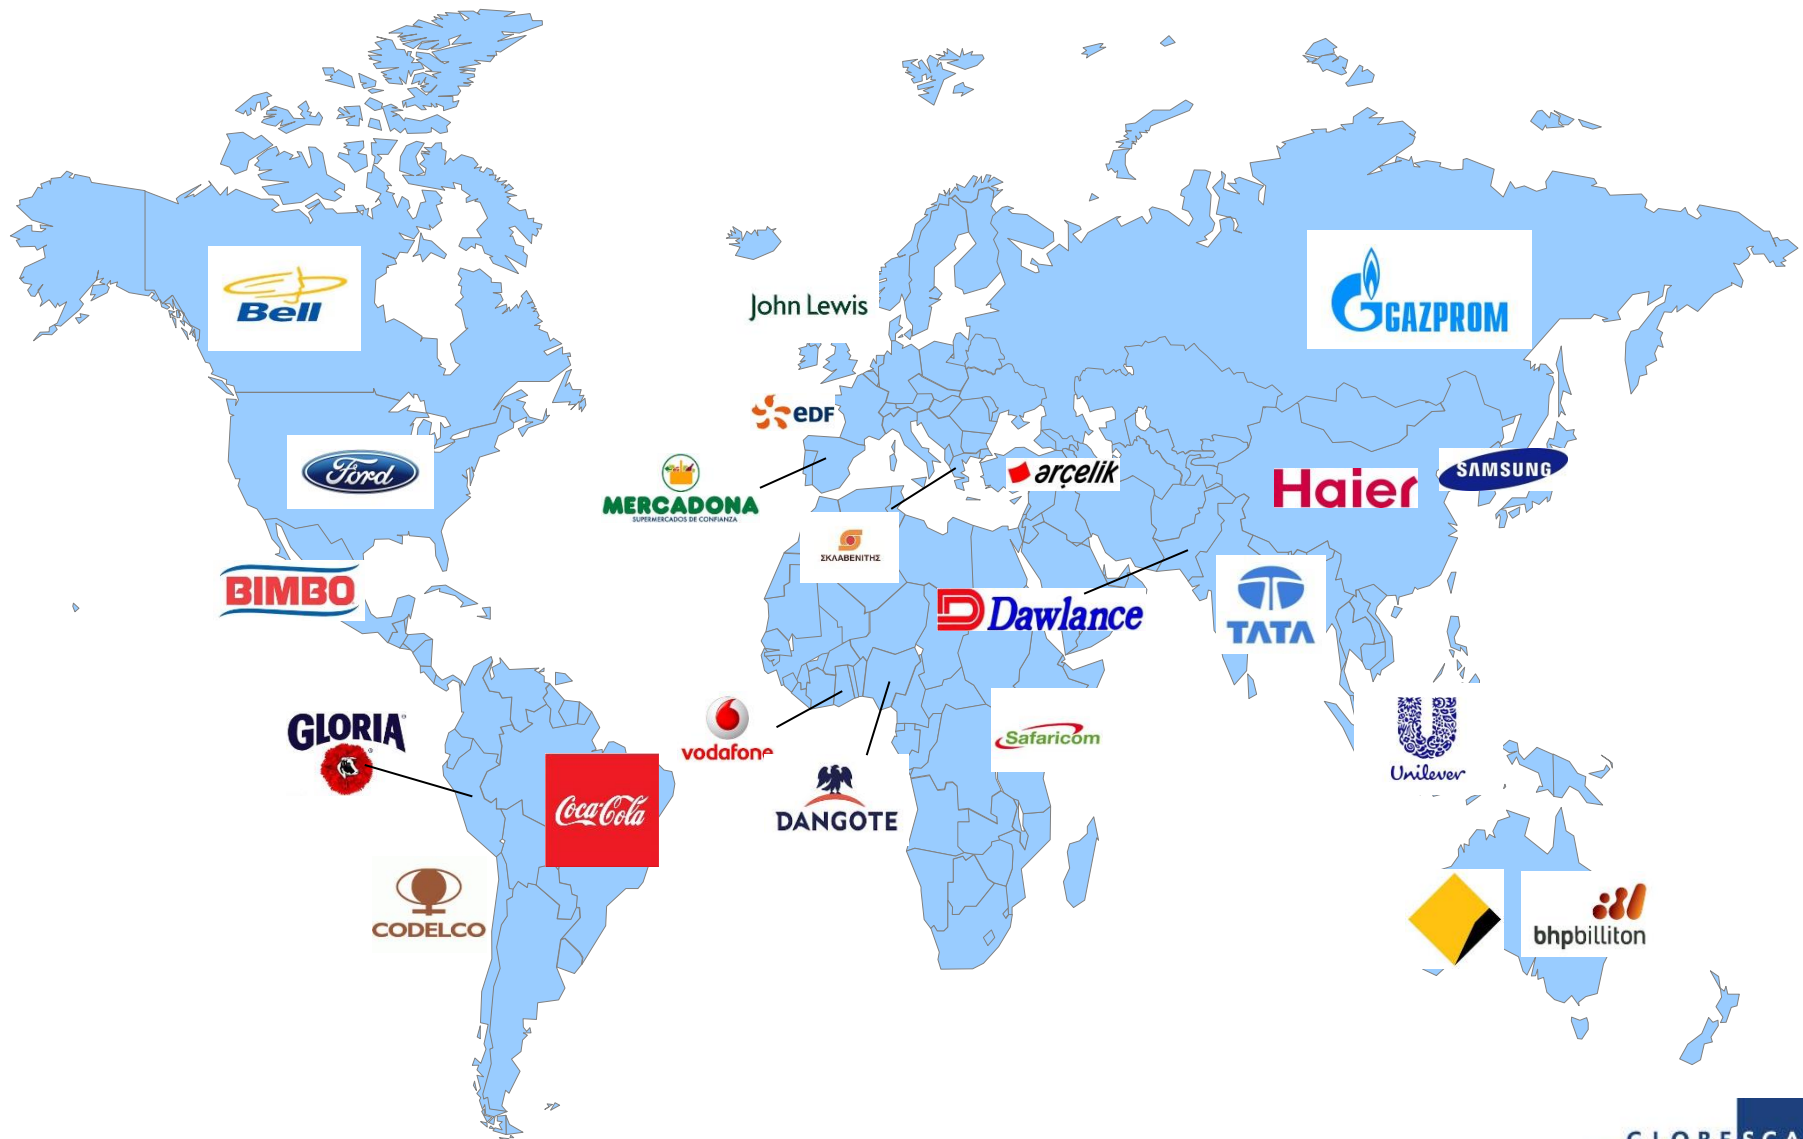 Bell
GAZPROM
John Lewis
eDF
Ford
MERCADONA
SUPERMERCADOS DE CONFIANZA
arçelik
Haier
SAMSUNG
ΣΚΛΑΒΕΝΙΤΗΣ
BIMBO
Dawlance
TATA
GLORIA
vodafone
Safaricom
Unilever
Coca-Cola
DANGOTE
CODELCO
bhpbilliton